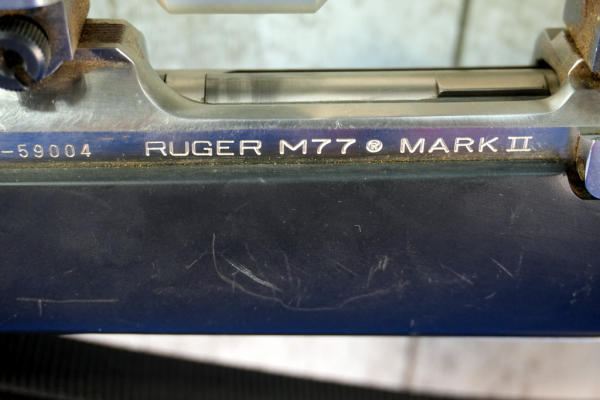 -59004 RUGER M77 ® MARK II